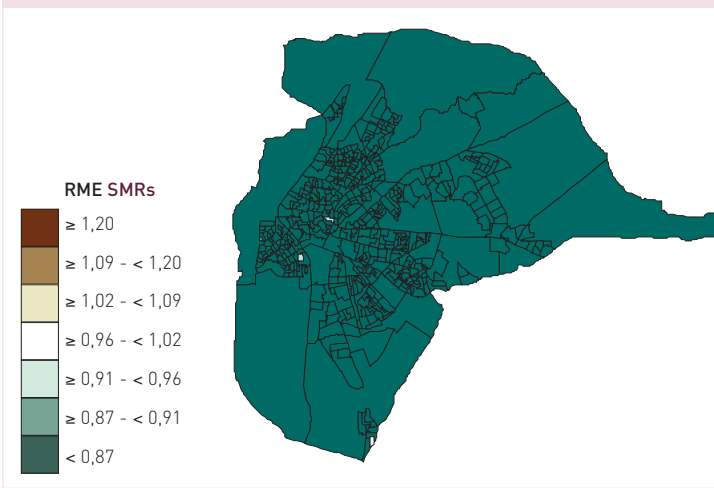 RME SMRs
≥ 1,20
≥ 1,09 - < 1,20
≥ 1,02 - < 1,09
≥ 0,96 - < 1,02
≥ 0,91 - < 0,96
≥ 0,87 - < 0,91
< 0,87